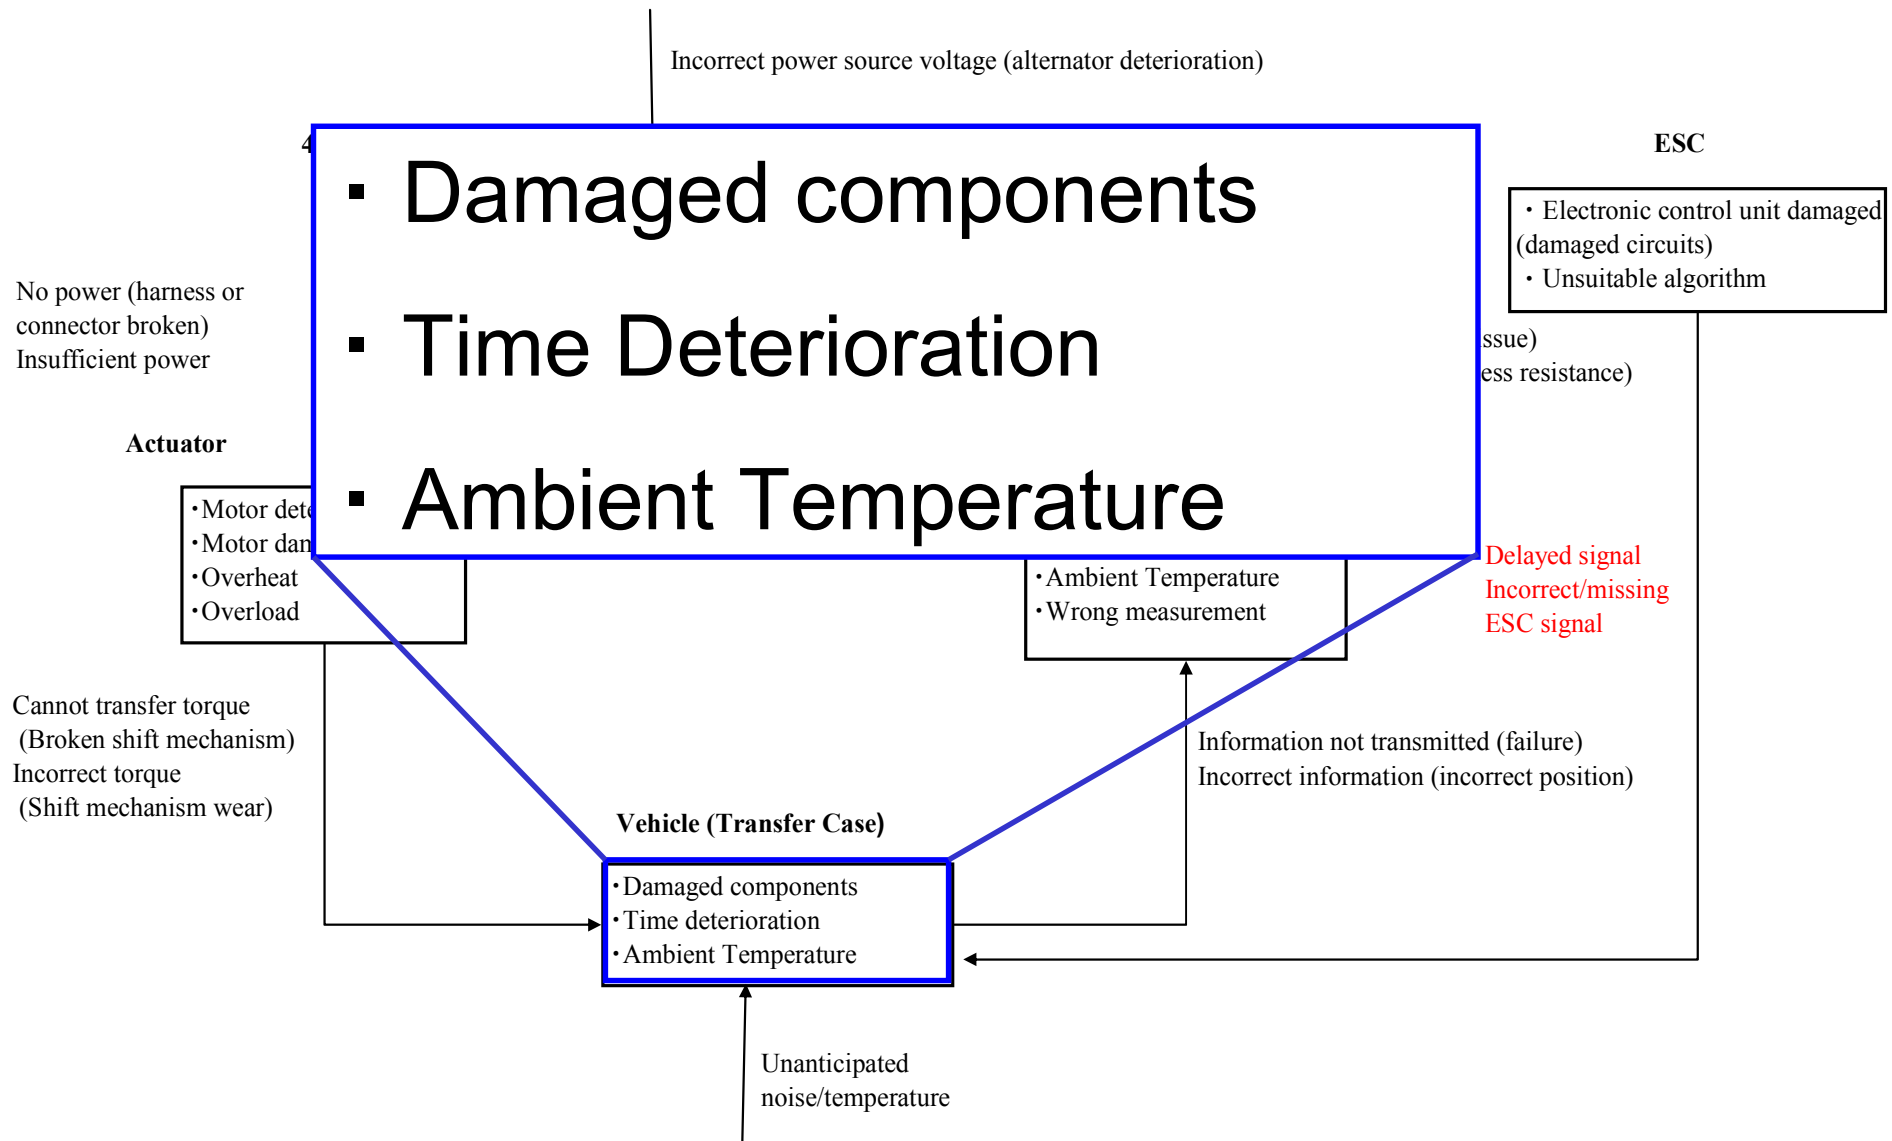 Incorrect power source voltage (alternator deterioration)
4
ESC
▪ Damaged components
▪ Time Deterioration
▪ Ambient Temperature
・Electronic control unit damaged
(damaged circuits)
・Unsuitable algorithm
No power (harness or
connector broken)
Insufficient power
ssue)
ess resistance)
Actuator
・Motor dete
・Motor dam
・Overheat
・Overload
・Ambient Temperature
・Wrong measurement
Delayed signal
Incorrect/missing
ESC signal
Cannot transfer torque
(Broken shift mechanism)
Incorrect torque
(Shift mechanism wear)
Information not transmitted (failure)
Incorrect information (incorrect position)
Vehicle (Transfer Case)
・Damaged components
・Time deterioration
・Ambient Temperature
Unanticipated
noise/temperature